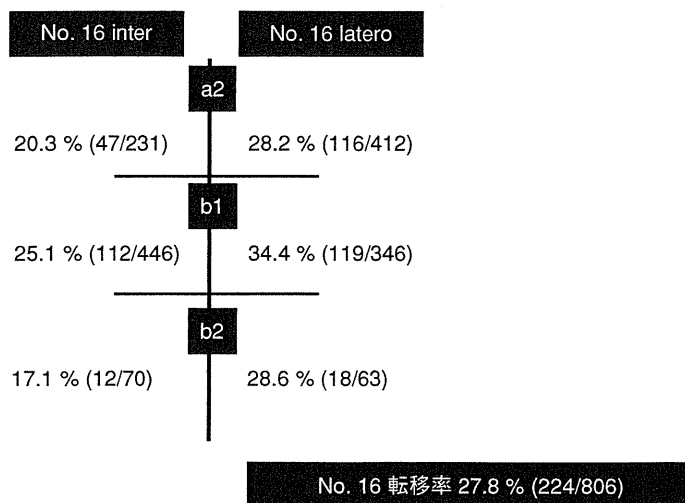 No. 16 inter
No. 16 latero
a2
20.3 % (47/231)
28.2 % (116/412)
b1
25.1 % (112/446)
34.4 % (119/346)
b2
17.1 % (12/70)
28.6 % (18/63)
No. 16 転移率 27.8 % (224/806)